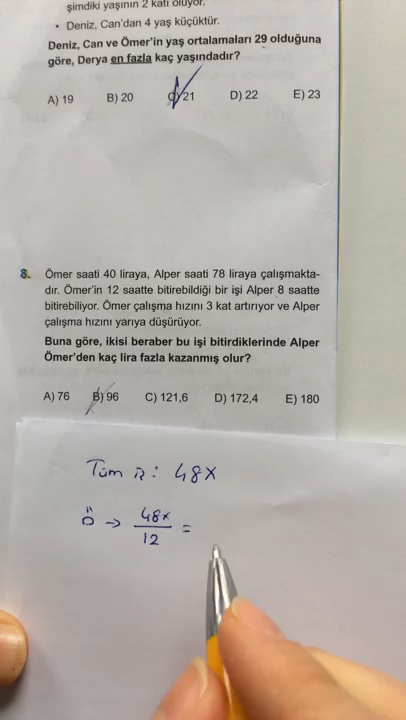 şimdiki yaşının 2 katı oluyor.
• Deniz, Can'dan 4 yaş küçüktür.
Deniz, Can ve Ömer'in yaş ortalamaları 29 olduğuna
göre, Derya en fazla kaç yaşındadır?
A) 19 B) 20 C) 21 D) 22 E) 23
8. Ömer saati 40 liraya, Alper saati 78 liraya çalışmakta-
dır. Ömer'in 12 saatte bitirebildiği bir işi Alper 8 saatte
bitirebiliyor. Ömer çalışma hızını 3 kat artırıyor ve Alper
çalışma hızını yarıya düşürüyor.
Buna göre, ikisi beraber bu işi bitirdiklerinde Alper
Ömer'den kaç lira fazla kazanmış olur?
A) 76 B) 96 C) 121,6 D) 172,4 E) 180
Tüm iş: 48x
Ö → 48x/12 =